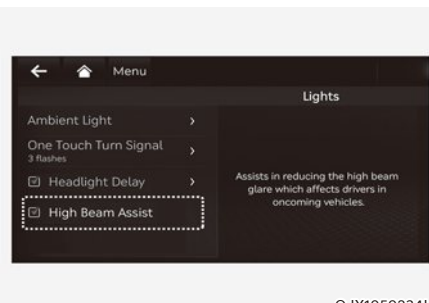 Menu
Lights
Ambient Light
One Touch Turn Signal
3 flashes
Headlight Delay
High Beam Assist
Assists in reducing the high beam
glare which affects drivers in
oncoming vehicles.